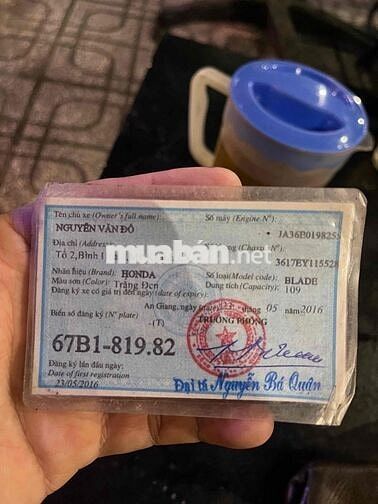 Tên chủ xe (Owner's full name):
Số máy (Engine N°):
NGUYỄN VĂN ĐÔ
JA36E0198255
Địa chỉ (Address)
Tổ 2, Bình
3617EY11552
muaban.net
Nhãn hiệu (Brand): HONDA
Số loại (Model code): BLADE
Màu sơn (Color): Trắng Đen
Dung tích (Capacity): 109
Đăng ký xe có giá trị đến ngày (date of expiry):
An Giang, ngày (date) 23 tháng 05 năm 2016
Biển số đăng ký (N° plate)
(T)
TRƯỞNG PHÒNG
67B1-819.82
Đăng ký lần đầu ngày:
Date of first registration
23/05/2016
Đại tá Nguyễn Bá Quận